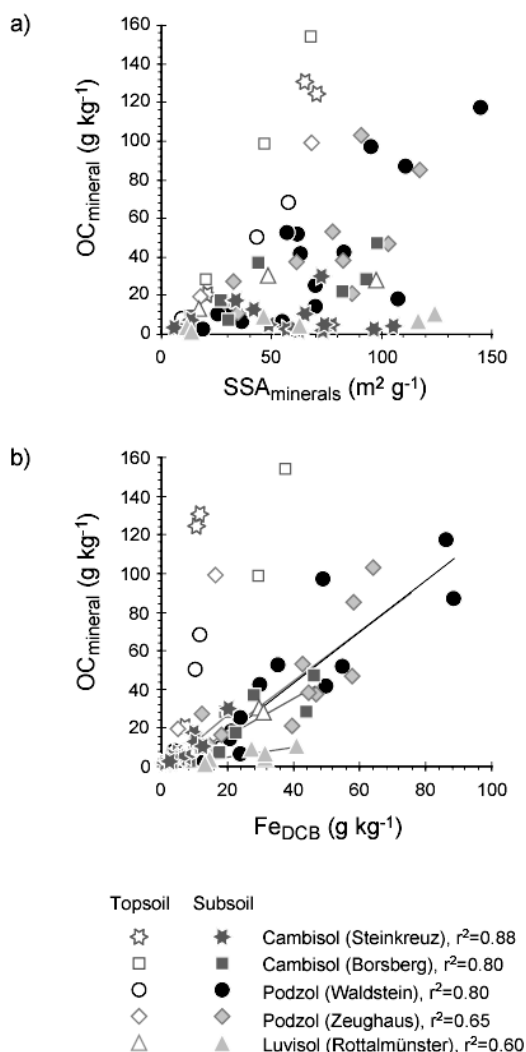 a)
160
140
120
100
80
60
40
20
0
OCmineral (g kg-1)
0 50 100 150
SSAminerals (m2 g-1)
b)
160
140
120
100
80
60
40
20
0
OCmineral (g kg-1)
0 20 40 60 80 100
FeDCB (g kg-1)
Topsoil Subsoil
Cambisol (Steinkreuz), r2=0.88
Cambisol (Borsberg), r2=0.80
Podzol (Waldstein), r2=0.80
Podzol (Zeughaus), r2=0.65
Luvisol (Rottalmünster), r2=0.60